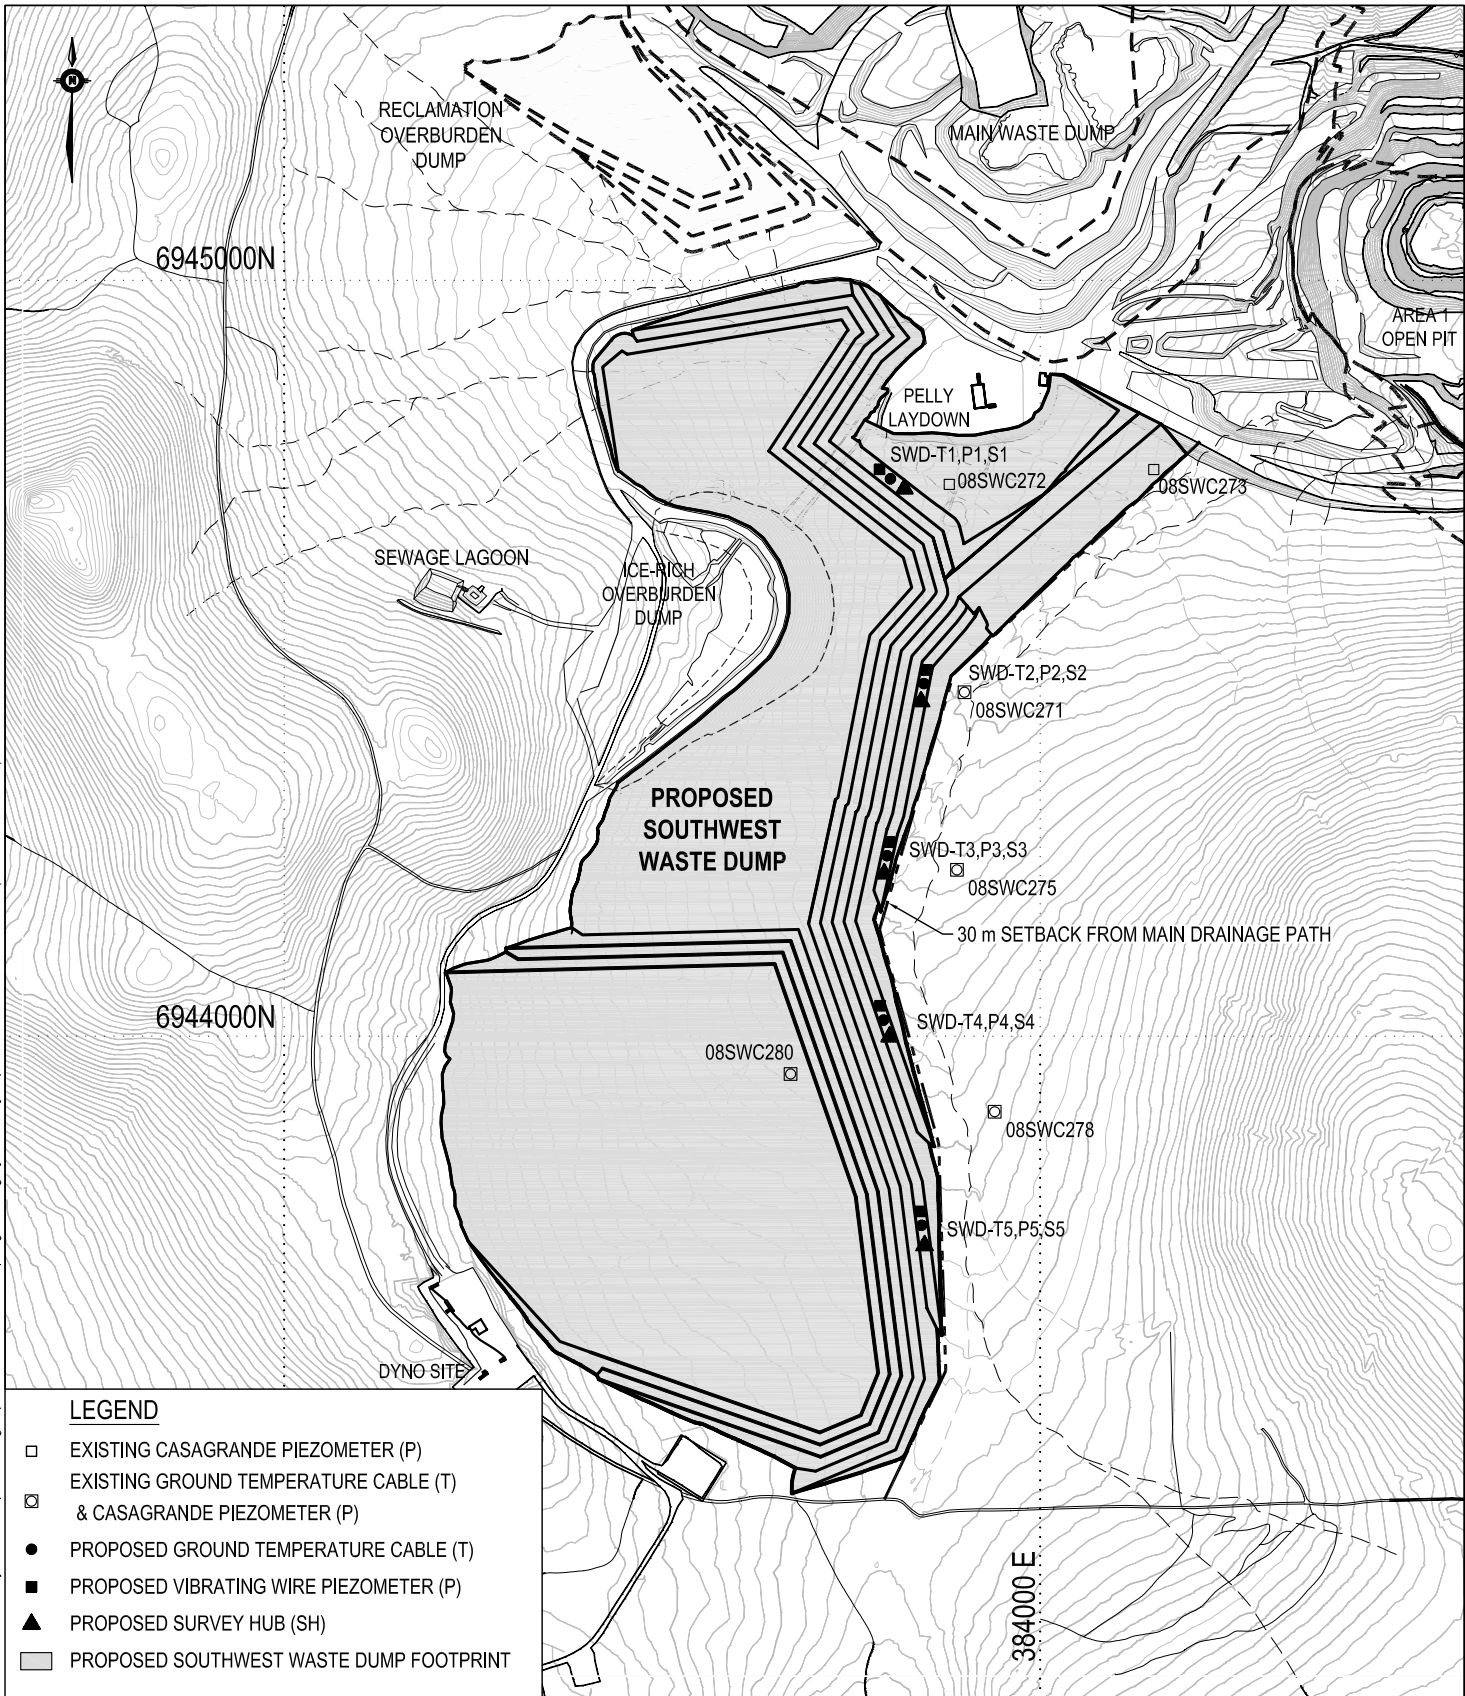 N
RECLAMATION
OVERBURDEN
DUMP
MAIN WASTE DUMP
6945000N
AREA 1
OPEN PIT
PELLY
LAYDOWN
SWD-T1,P1,S1
08SWC272
08SWC273
SEWAGE LAGOON
ICE-RICH
OVERBURDEN
DUMP
SWD-T2,P2,S2
08SWC271
PROPOSED
SOUTHWEST
WASTE DUMP
SWD-T3,P3,S3
08SWC275
30 m SETBACK FROM MAIN DRAINAGE PATH
6944000N
SWD-T4,P4,S4
08SWC280
08SWC278
SWD-T5,P5,S5
DYNO SITE
384000 E
LEGEND
EXISTING CASAGRANDE PIEZOMETER (P)
EXISTING GROUND TEMPERATURE CABLE (T)
& CASAGRANDE PIEZOMETER (P)
PROPOSED GROUND TEMPERATURE CABLE (T)
PROPOSED VIBRATING WIRE PIEZOMETER (P)
PROPOSED SURVEY HUB (SH)
PROPOSED SOUTHWEST WASTE DUMP FOOTPRINT